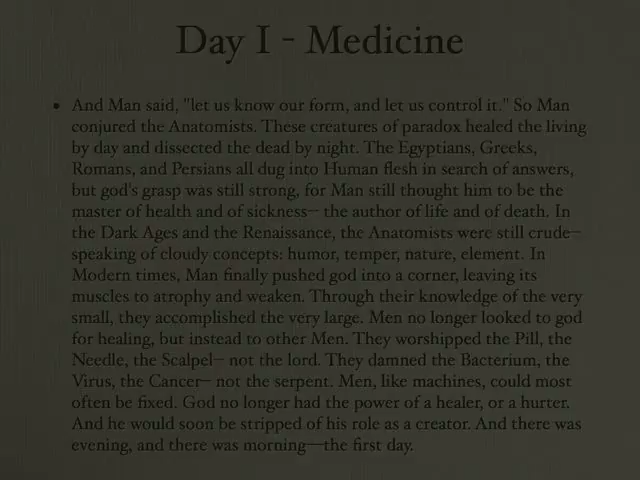 Day I - Medicine
• And Man said, "let us know our form, and let us control it." So Man
conjured the Anatomists. These creatures of paradox healed the living
by day and dissected the dead by night. The Egyptians, Greeks,
Romans, and Persians all dug into Human flesh in search of answers,
but god's grasp was still strong, for Man still thought him to be the
master of health and of sickness— the author of life and of death. In
the Dark Ages and the Renaissance, the Anatomists were still crude—
speaking of cloudy concepts: humor, temper, nature, element. In
Modern times, Man finally pushed god into a corner, leaving its
muscles to atrophy and weaken. Through their knowledge of the very
small, they accomplished the very large. Men no longer looked to god
for healing, but instead to other Men. They worshipped the Pill, the
Needle, the Scalpel— not the lord. They damned the Bacterium, the
Virus, the Cancer— not the serpent. Men, like machines, could most
often be fixed. God no longer had the power of a healer, or a hurter.
And he would soon be stripped of his role as a creator. And there was
evening, and there was morning—the first day.